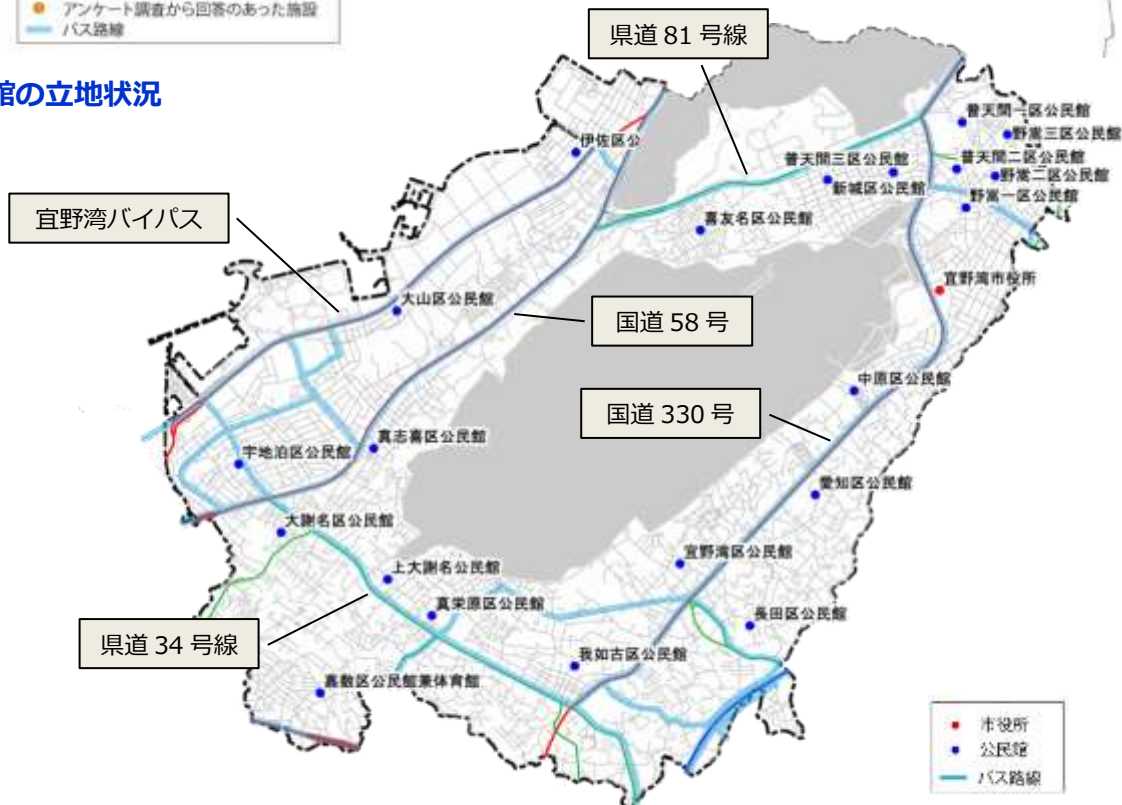 アンケート調査から回答のあった施設
バス路線
館の立地状況
県道 81 号線
普天間一区公民館
野嵩三区公民館
伊佐区公
普天間三区公民館
普天間二区公民館
新城区公民館
野嵩二区公民館
野嵩一区公民館
宜野湾バイパス
喜友名区公民館
宜野湾市役所
大山区公民館
国道 58 号
中原区公民館
国道 330 号
真志喜区公民館
宇地泊区公民館
愛知区公民館
大謝名区公民館
宜野湾区公民館
上大謝名公民館
真栄原区公民館
長田区公民館
県道 34 号線
我如古区公民館
嘉数区公民館兼体育館
市役所
公民館
バス路線